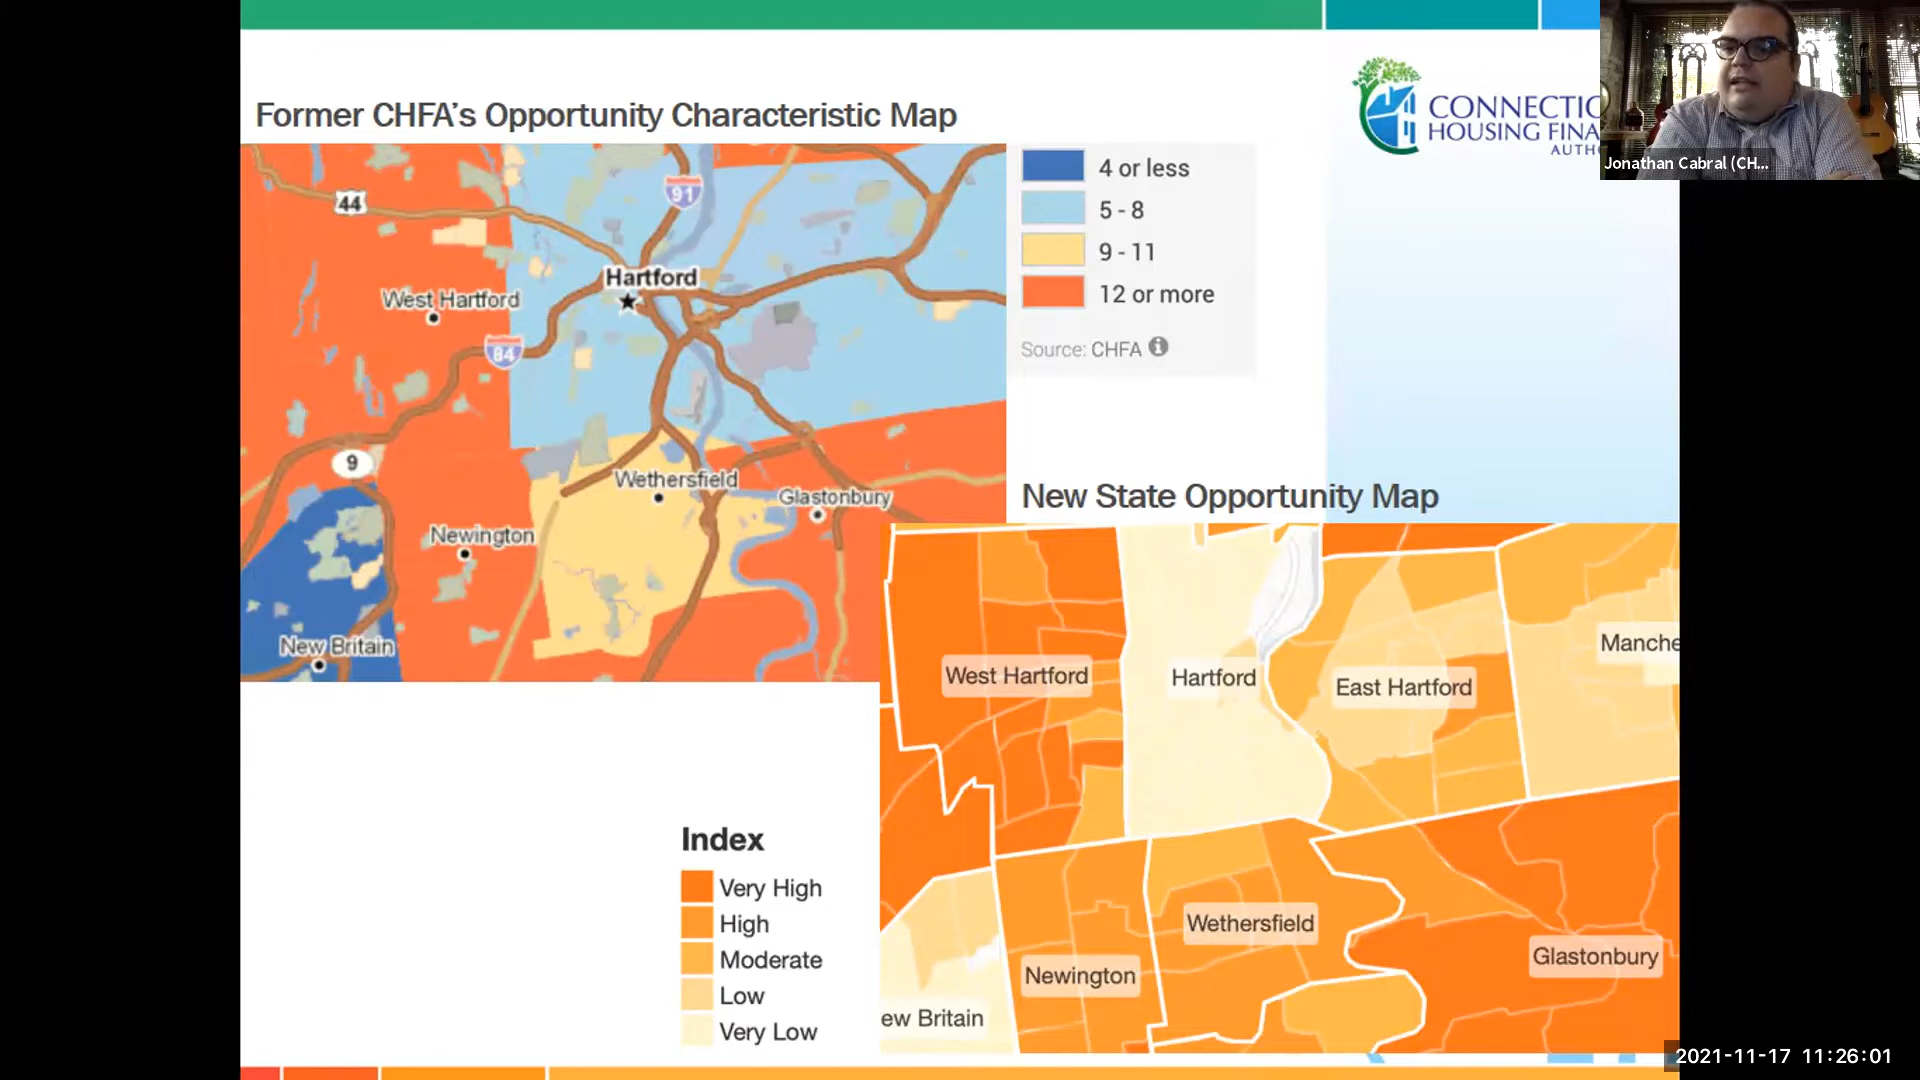 Former CHFA's Opportunity Characteristic Map
CONNECTIC
HOUSING FINA
AUTH
Jonathan Cabral (CH...
44
91
Hartford
West Hartford
84
9
Wethersfield
Glastonbury
Newington
New Britain
4 or less
5 - 8
9 - 11
12 or more
Source: CHFA
New State Opportunity Map
West Hartford
Hartford
East Hartford
Manche
Wethersfield
Glastonbury
Newington
ew Britain
Index
Very High
High
Moderate
Low
Very Low
2021-11-17 11:26:01